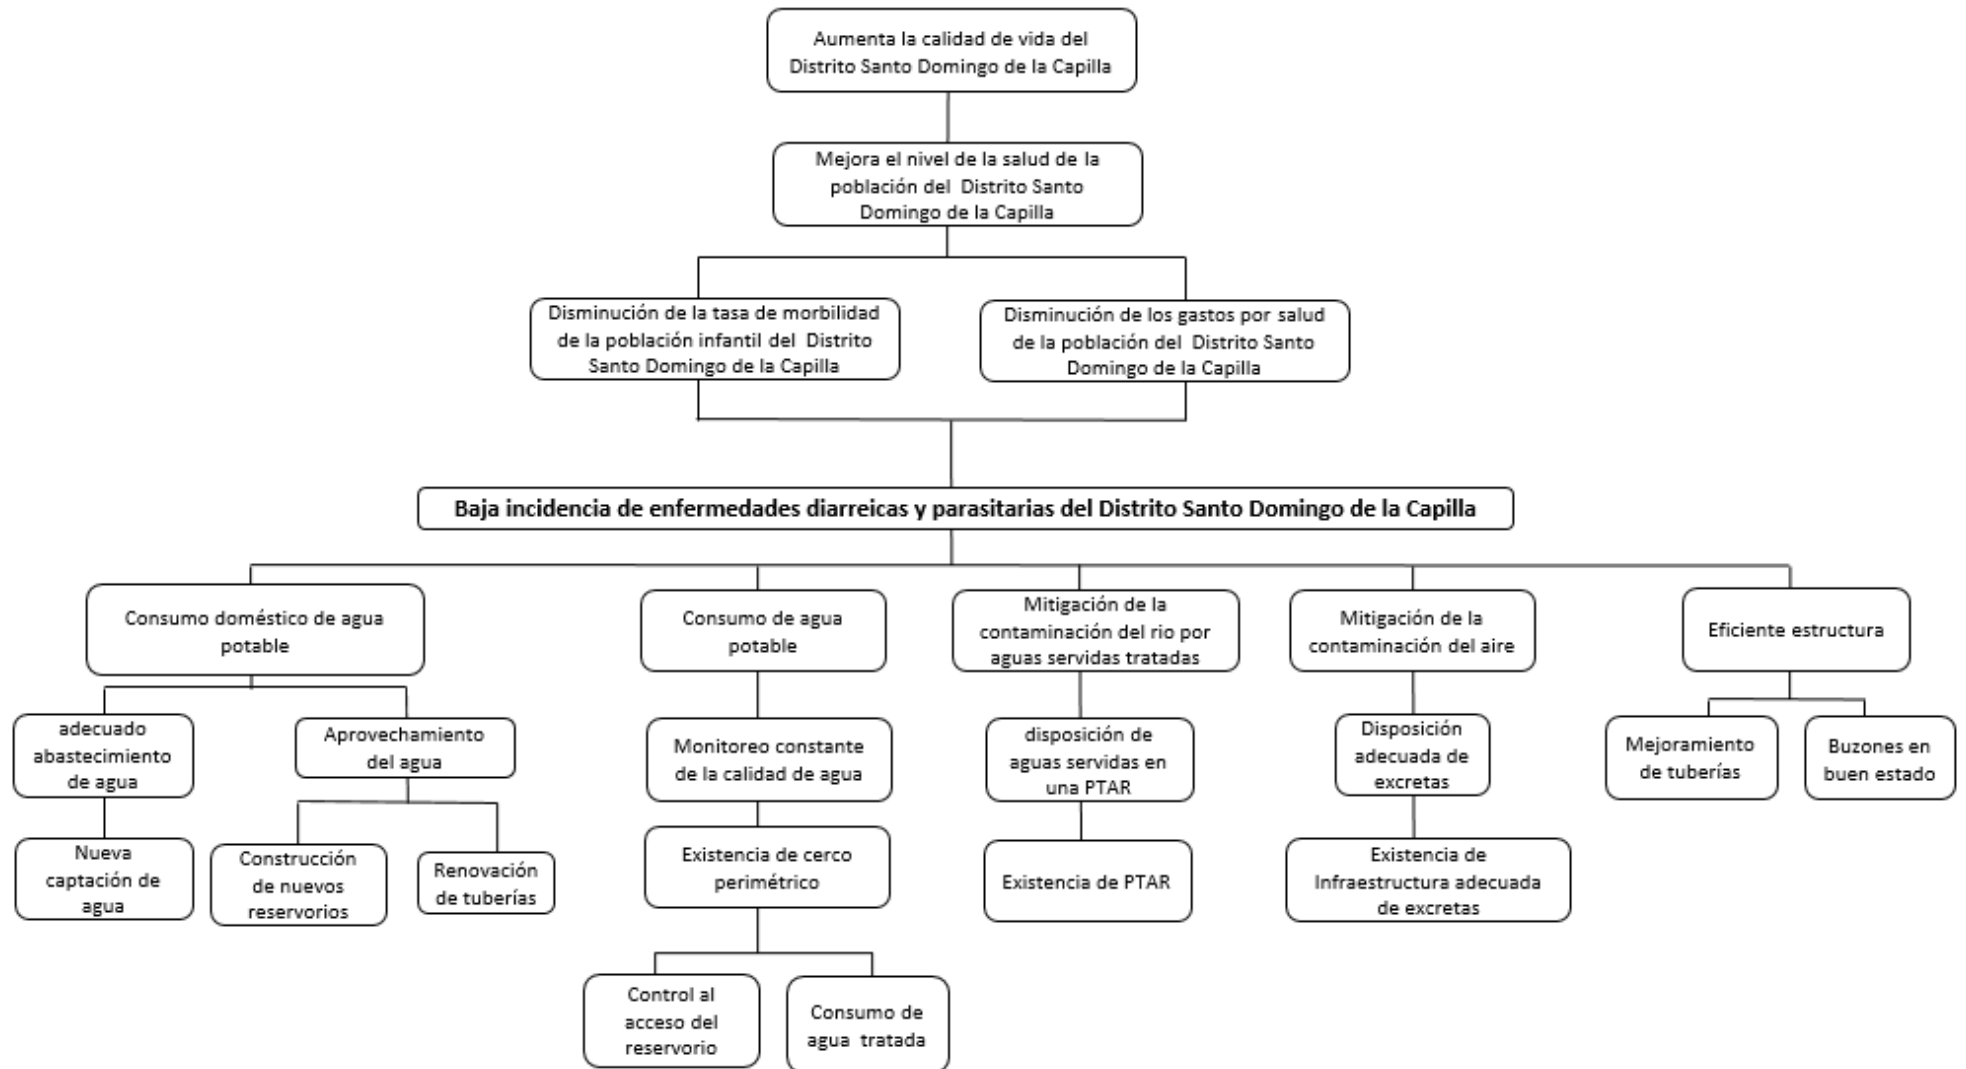 Aumenta la calidad de vida del
Distrito Santo Domingo de la Capilla
Mejora el nivel de la salud de la
población del Distrito Santo
Domingo de la Capilla
Disminución de la tasa de morbilidad
de la población infantil del Distrito
Santo Domingo de la Capilla
Disminución de los gastos por salud
de la población del Distrito Santo
Domingo de la Capilla
Baja incidencia de enfermedades diarreicas y parasitarias del Distrito Santo Domingo de la Capilla
Consumo doméstico de agua
potable
Consumo de agua
potable
Mitigación de la
contaminación del rio por
aguas servidas tratadas
Mitigación de la
contaminación del aire
Eficiente estructura
adecuado
abastecimiento
de agua
Aprovechamiento
del agua
Monitoreo constante
de la calidad de agua
disposición de
aguas servidas en
una PTAR
Disposición
adecuada de
excretas
Mejoramiento
de tuberías
Buzones en
buen estado
Nueva
captación de
agua
Construcción
de nuevos
reservorios
Renovación
de tuberías
Existencia de cerco
perimétrico
Existencia de PTAR
Existencia de
Infraestructura adecuada
de excretas
Control al
acceso del
reservorio
Consumo de
agua tratada